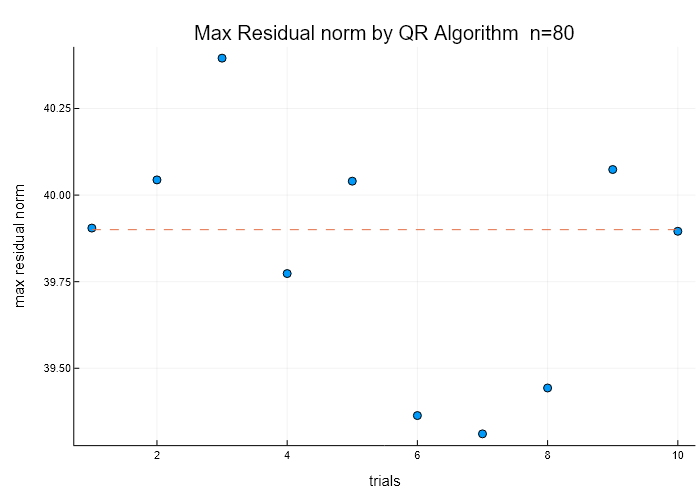 Max Residual norm by QR Algorithm  n=80
40.25
40.00
39.75
39.50
max residual norm
2 4 6 8 10
trials